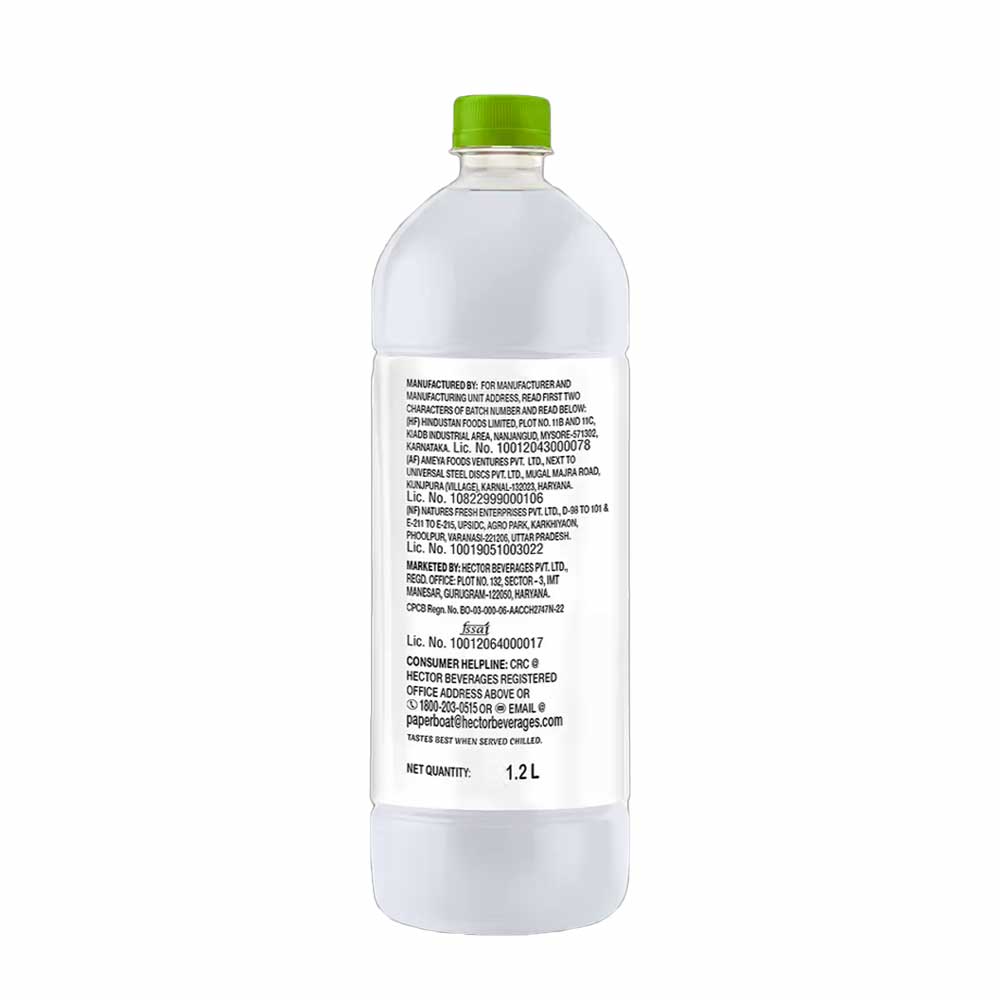 MANUFACTURED BY: FOR MANUFACTURER AND
MANUFACTURING UNIT ADDRESS, READ FIRST TWO
CHARACTERS OF BATCH NUMBER AND READ BELOW:
(HF) HINDUSTAN FOODS LIMITED, PLOT NO. 11B AND 11C,
KIADB INDUSTRIAL AREA, NANJANGUD, MYSORE-571302,
KARNATAKA. Lic. No. 10012043000078
(AF) AMEYA FOODS VENTURES PVT. LTD., NEXT TO
UNIVERSAL STEEL DISCS PVT. LTD., MUGAL MAJRA ROAD,
KUNJPURA (VILLAGE), KARNAL-132023, HARYANA.
Lic. No. 10822999000106
(NF) NATURES FRESH ENTERPRISES PVT. LTD., D-98 TO 101 &
E-211 TO E-215, UPSIDC, AGRO PARK, KARKHIYAON,
PHOOLPUR, VARANASI-221206, UTTAR PRADESH.
Lic. No. 10019051003022
MARKETED BY: HECTOR BEVERAGES PVT. LTD.,
REGD. OFFICE: PLOT NO. 132, SECTOR - 3, IMT
MANESAR, GURUGRAM-122050, HARYANA.
CPCB Regn. No. BO-03-000-06-AACCH2747N-22
fssai
Lic. No. 10012064000017
CONSUMER HELPLINE: CRC @
HECTOR BEVERAGES REGISTERED
OFFICE ADDRESS ABOVE OR
1800-203-0515 OR EMAIL @
paperboat@hectorbeverages.com
TASTES BEST WHEN SERVED CHILLED.
NET QUANTITY: 1.2 L